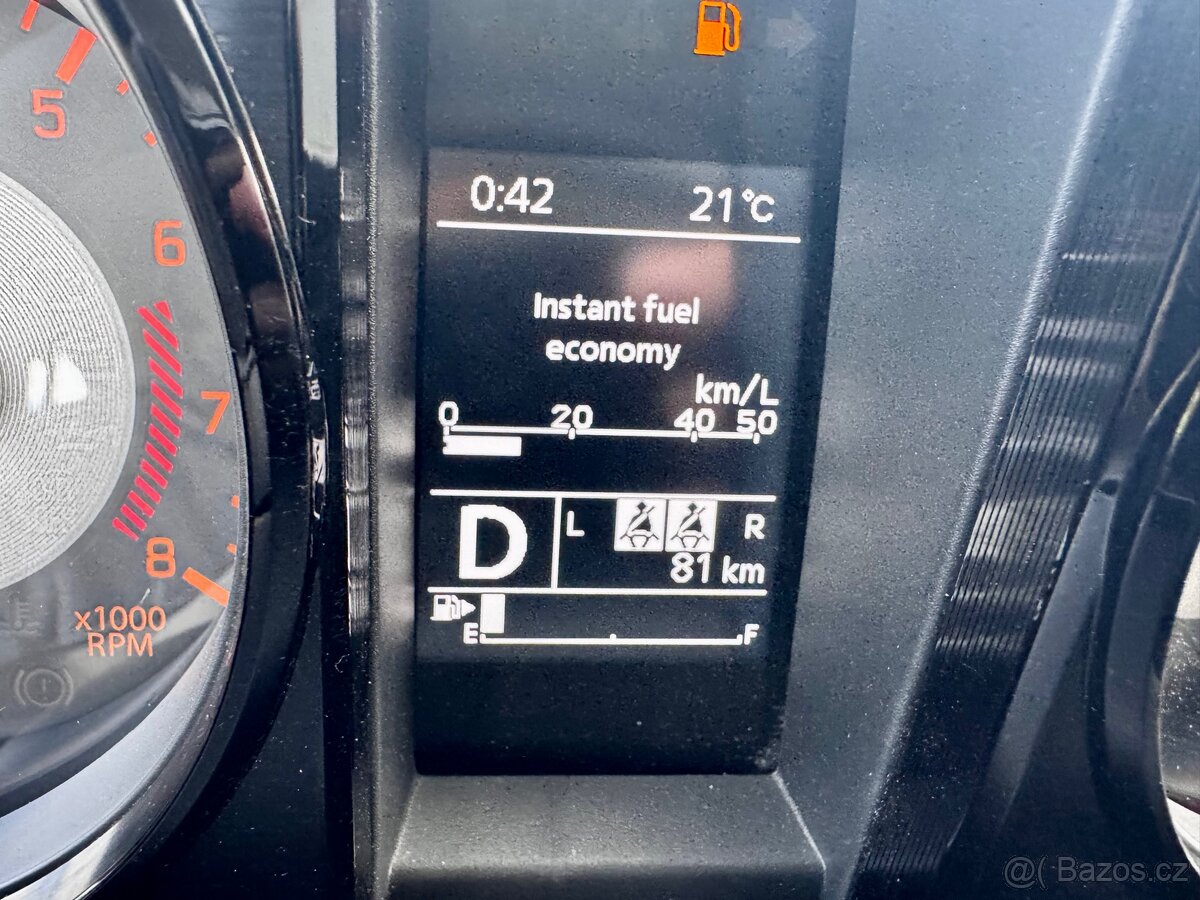 5
6
7
8
x1000
RPM
0:42 21°C
Instant fuel
economy
km/L
0 20 40 50
D L R
81 km
E F
@( Bazos.cz